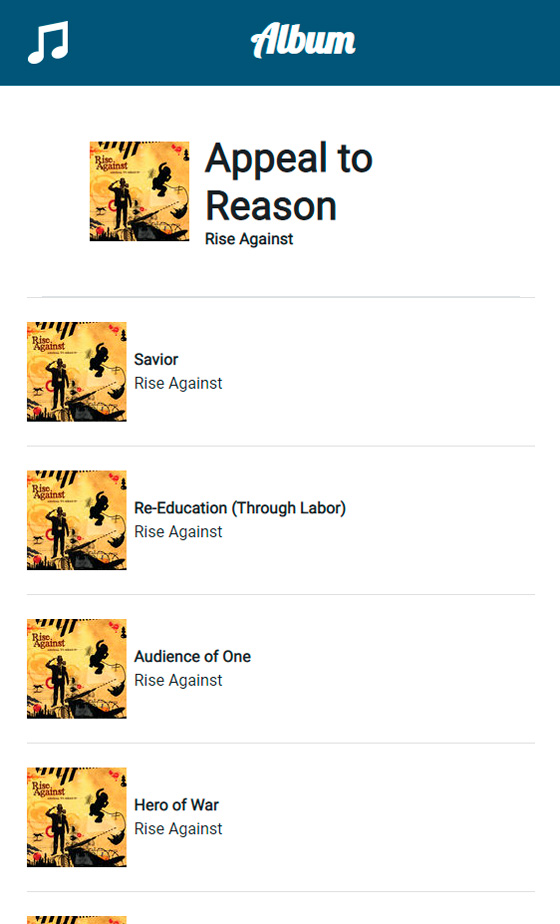 Album
Rise
Against
Appeal to
Reason
Rise Against
Rise
Against
Savior
Rise Against
Rise
Against
Re-Education (Through Labor)
Rise Against
Rise
Against
Audience of One
Rise Against
Rise
Against
Hero of War
Rise Against